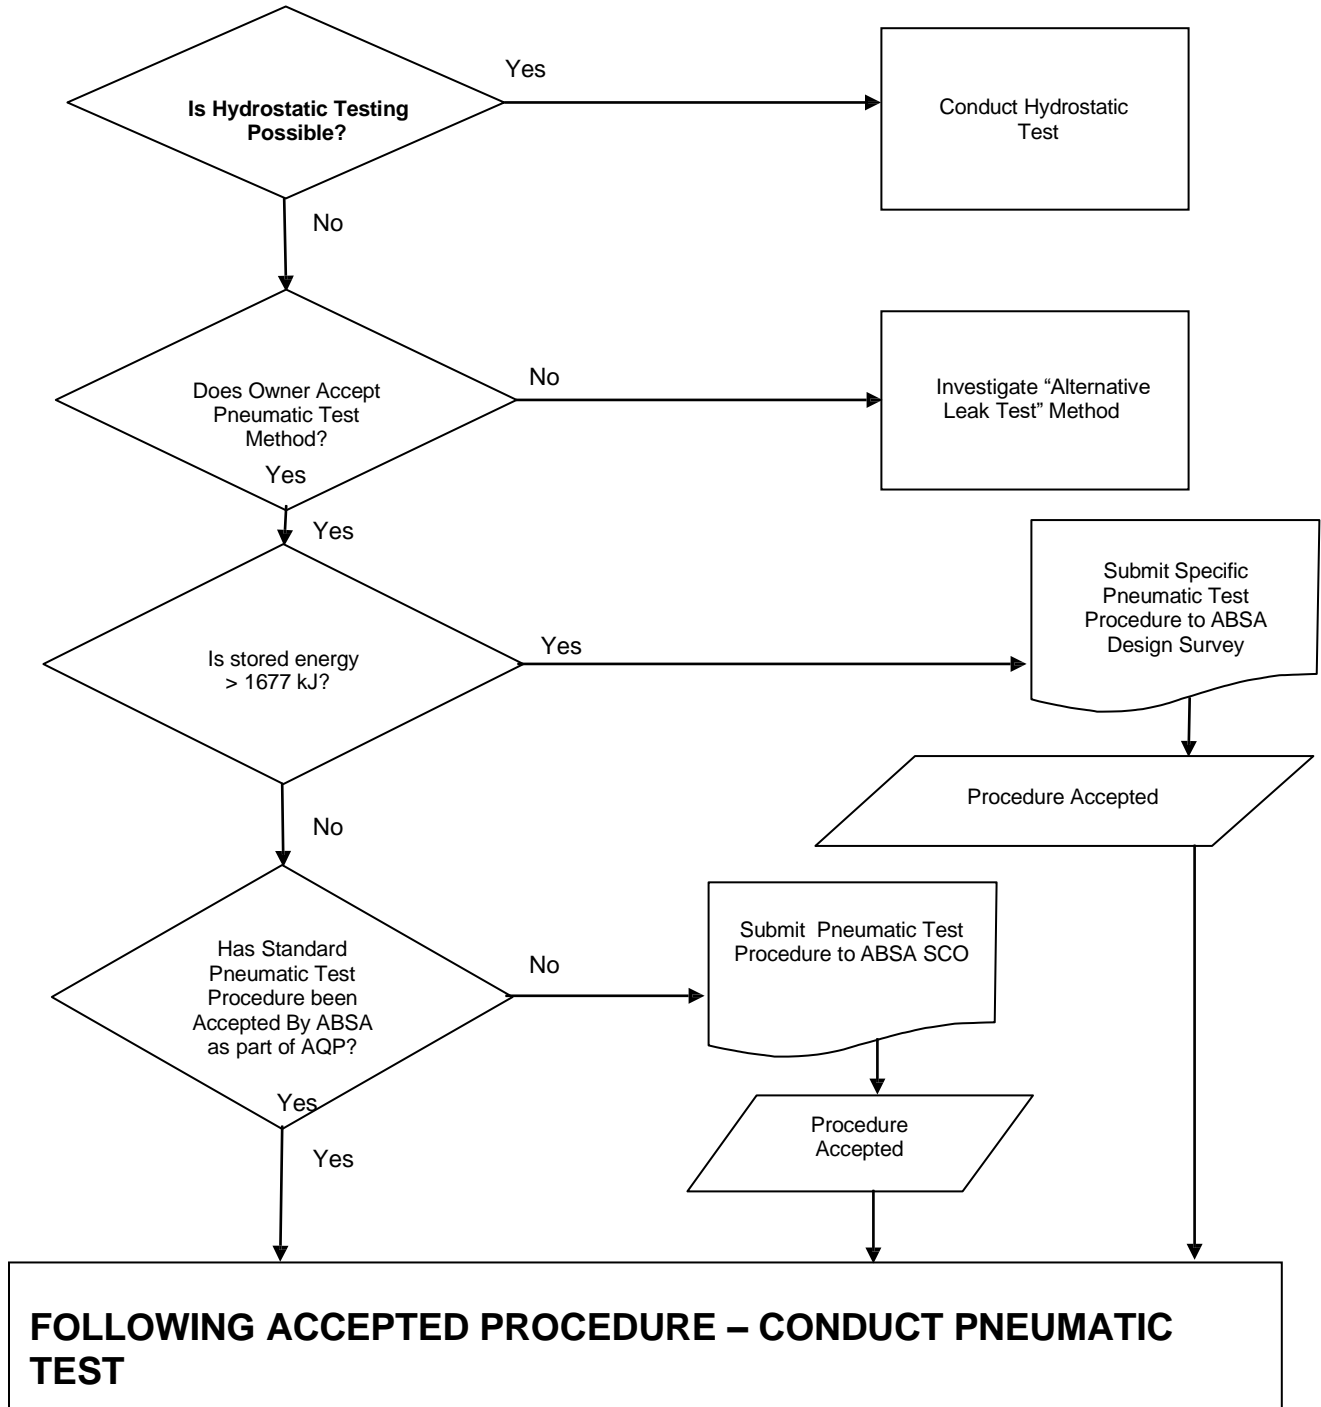 Yes
Is Hydrostatic Testing
Possible?
Conduct Hydrostatic
Test
No
Does Owner Accept
Pneumatic Test
Method?
Yes
No
Investigate “Alternative
Leak Test” Method
Yes
Is stored energy
> 1677 kJ?
Yes
Submit Specific
Pneumatic Test
Procedure to ABSA
Design Survey
Procedure Accepted
No
Has Standard
Pneumatic Test
Procedure been
Accepted By ABSA
as part of AQP?
Yes
No
Submit  Pneumatic Test
Procedure to ABSA SCO
Procedure
Accepted
Yes
FOLLOWING ACCEPTED PROCEDURE – CONDUCT PNEUMATIC
TEST